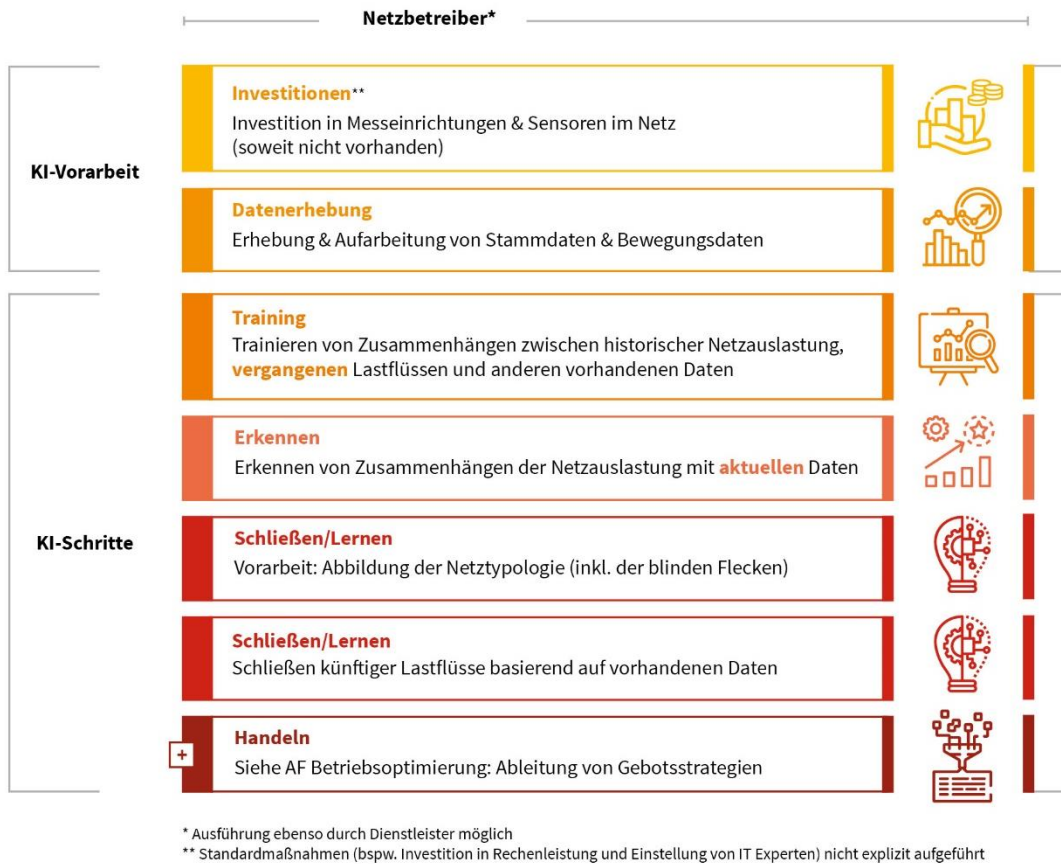 Netzbetreiber*
KI-Vorarbeit
Investitionen**
Investition in Messeinrichtungen & Sensoren im Netz
(soweit nicht vorhanden)
Datenerhebung
Erhebung & Aufarbeitung von Stammdaten & Bewegungsdaten
KI-Schritte
Training
Trainieren von Zusammenhängen zwischen historischer Netzauslastung,
vergangenen Lastflüssen und anderen vorhandenen Daten
Erkennen
Erkennen von Zusammenhängen der Netzauslastung mit aktuellen Daten
Schließen/Lernen
Vorarbeit: Abbildung der Netztypologie (inkl. der blinden Flecken)
Schließen/Lernen
Schließen künftiger Lastflüsse basierend auf vorhandenen Daten
+
Handeln
Siehe AF Betriebsoptimierung: Ableitung von Gebotsstrategien
* Ausführung ebenso durch Dienstleister möglich
** Standardmaßnahmen (bspw. Investition in Rechenleistung und Einstellung von IT Experten) nicht explizit aufgeführt